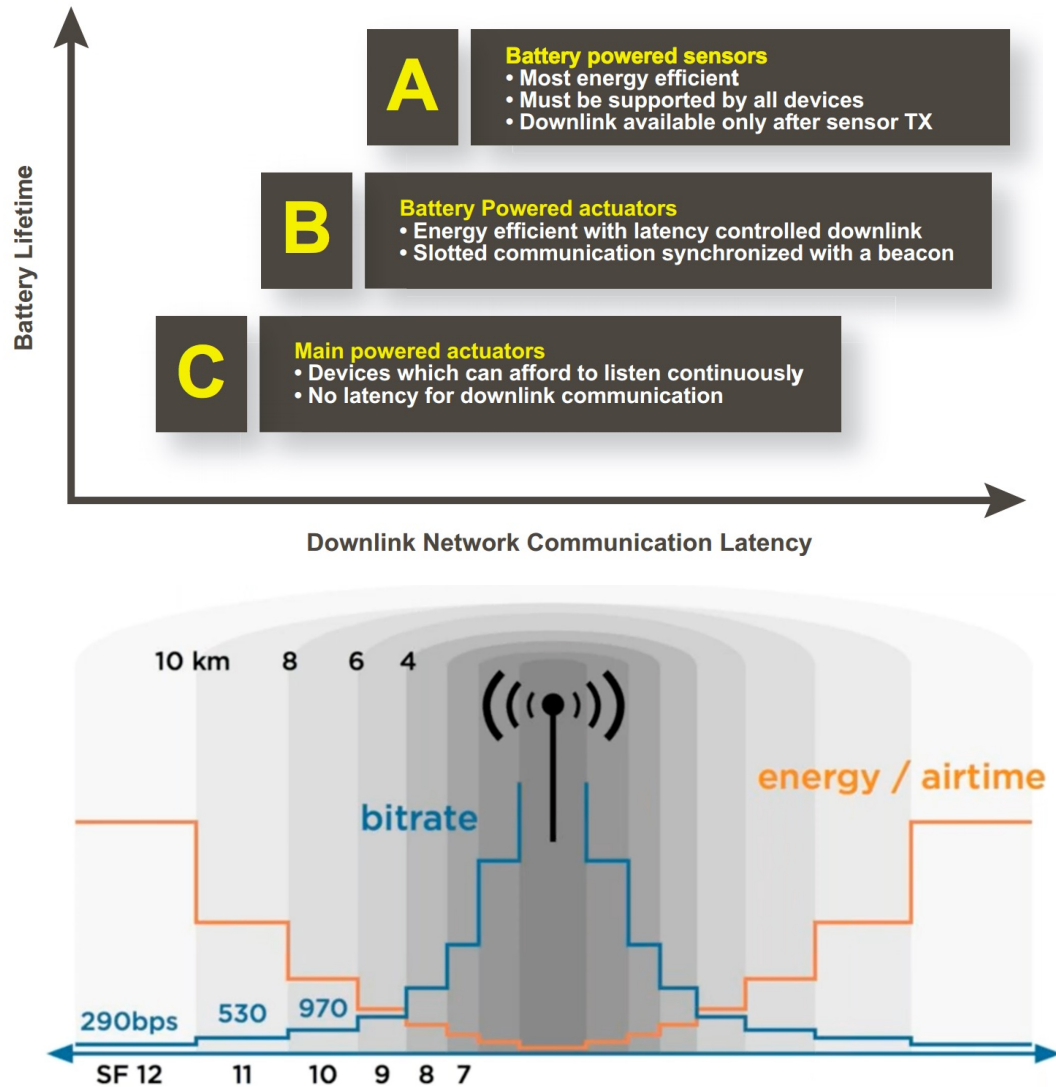 Battery Lifetime
A
Battery powered sensors
• Most energy efficient
• Must be supported by all devices
• Downlink available only after sensor TX
B
Battery Powered actuators
• Energy efficient with latency controlled downlink
• Slotted communication synchronized with a beacon
C
Main powered actuators
• Devices which can afford to listen continuously
• No latency for downlink communication
Downlink Network Communication Latency
10 km 8 6 4
energy / airtime
bitrate
290bps 530 970
SF 12 11 10 9 8 7